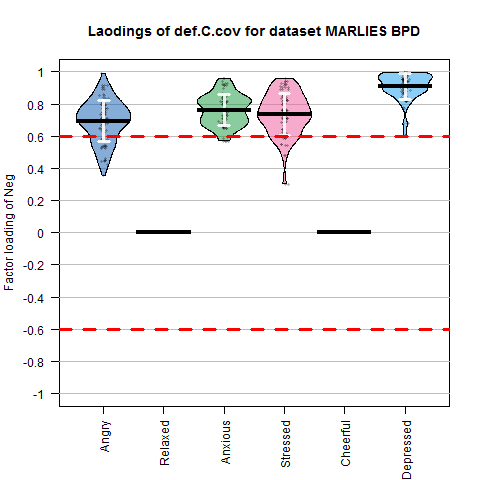 Laodings of def.C.cov for dataset MARLIES BPD
Factor loading of Neg
1
0.8
0.6
0.4
0.2
0
-0.2
-0.4
-0.6
-0.8
-1
Angry
Relaxed
Anxious
Stressed
Cheerful
Depressed